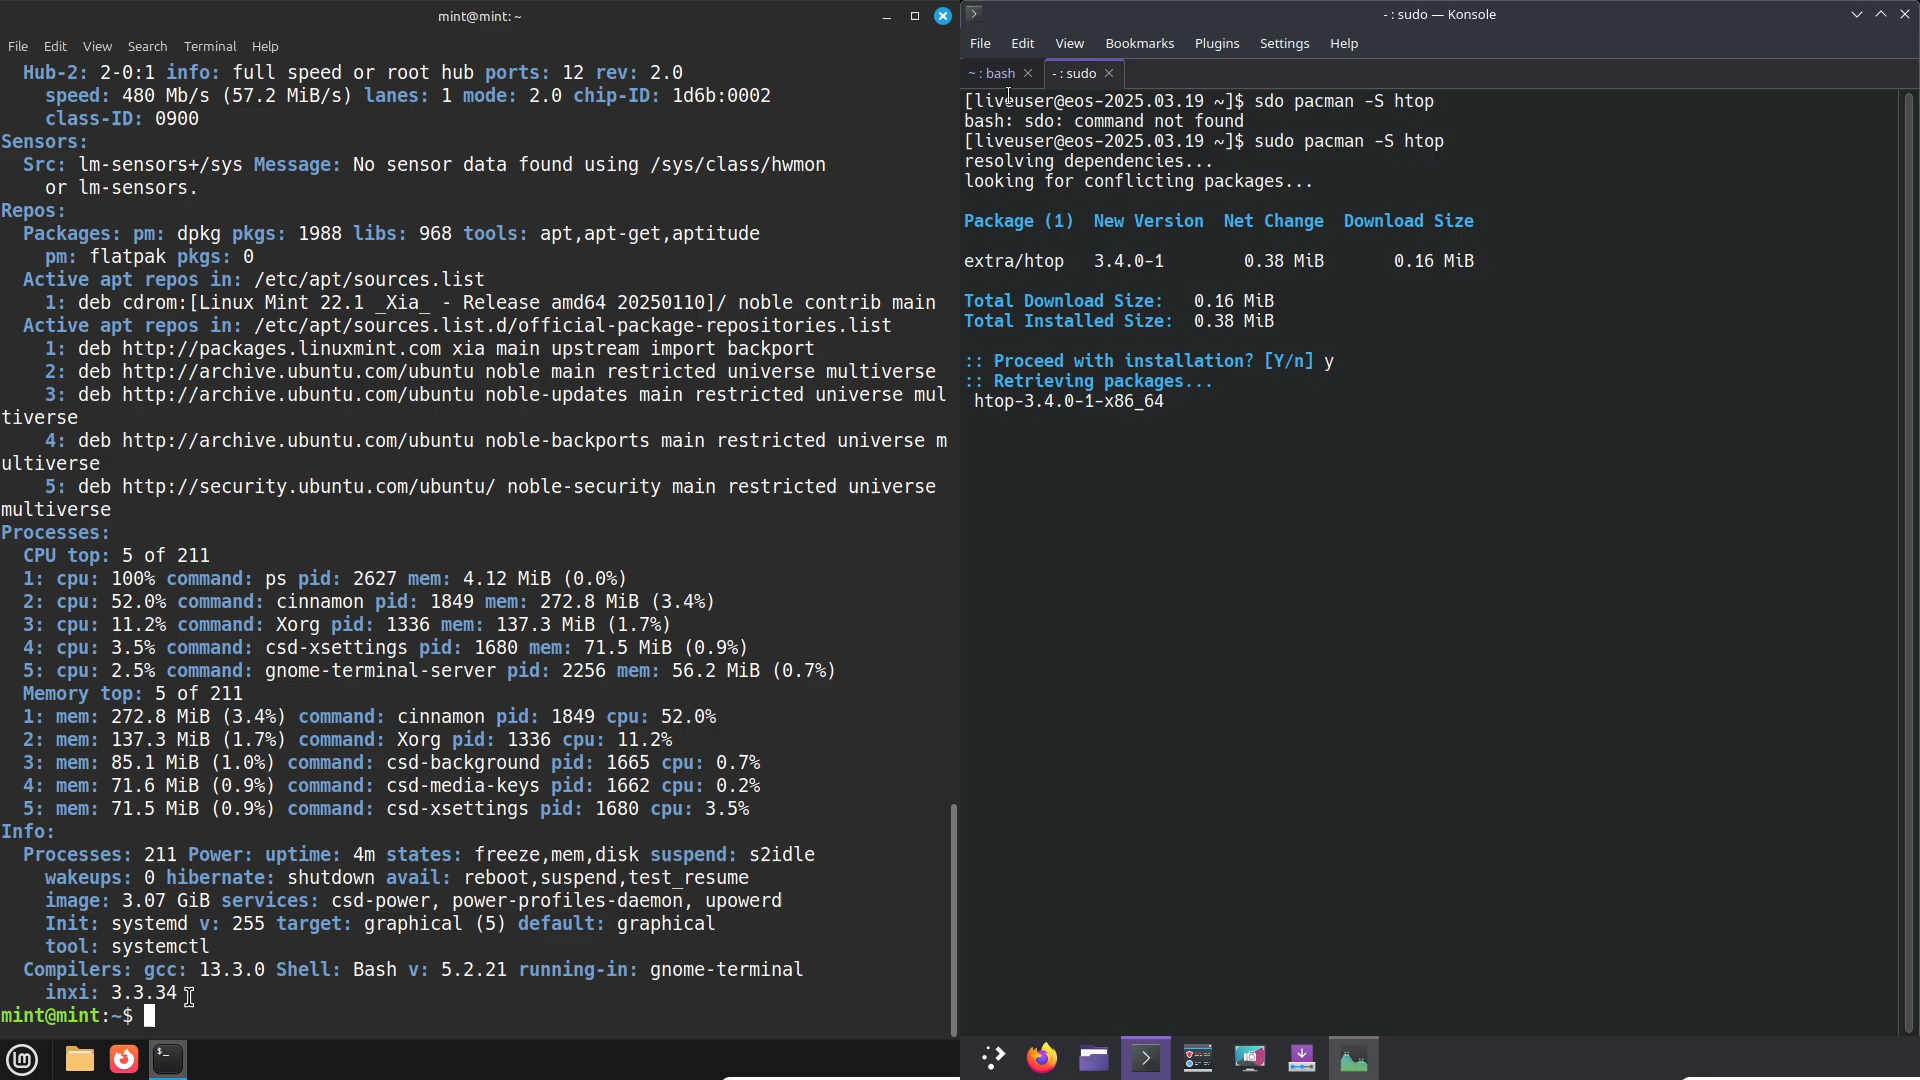 mint@mint:~
File Edit View Search Terminal Help
Hub-2: 2-0:1 info: full speed or root hub ports: 12 rev: 2.0
speed: 480 Mb/s (57.2 MiB/s) lanes: 1 mode: 2.0 chip-ID: 1d6b:0002
class-ID: 0900
Sensors:
Src: lm-sensors+/sys Message: No sensor data found using /sys/class/hwmon
or lm-sensors.
Repos:
Packages: pm: dpkg pkgs: 1988 libs: 968 tools: apt,apt-get,aptitude
pm: flatpak pkgs: 0
Active apt repos in: /etc/apt/sources.list
1: deb cdrom:[Linux Mint 22.1 _Xia_ - Release amd64 20250110]/ noble contrib main
Active apt repos in: /etc/apt/sources.list.d/official-package-repositories.list
1: deb http://packages.linuxmint.com xia main upstream import backport
2: deb http://archive.ubuntu.com/ubuntu noble main restricted universe multiverse
3: deb http://archive.ubuntu.com/ubuntu noble-updates main restricted universe mul
tiverse
4: deb http://archive.ubuntu.com/ubuntu noble-backports main restricted universe m
ultiverse
5: deb http://security.ubuntu.com/ubuntu/ noble-security main restricted universe
multiverse
Processes:
CPU top: 5 of 211
1: cpu: 100% command: ps pid: 2627 mem: 4.12 MiB (0.0%)
2: cpu: 52.0% command: cinnamon pid: 1849 mem: 272.8 MiB (3.4%)
3: cpu: 11.2% command: Xorg pid: 1336 mem: 137.3 MiB (1.7%)
4: cpu: 3.5% command: csd-xsettings pid: 1680 mem: 71.5 MiB (0.9%)
5: cpu: 2.5% command: gnome-terminal-server pid: 2256 mem: 56.2 MiB (0.7%)
Memory top: 5 of 211
1: mem: 272.8 MiB (3.4%) command: cinnamon pid: 1849 cpu: 52.0%
2: mem: 137.3 MiB (1.7%) command: Xorg pid: 1336 cpu: 11.2%
3: mem: 85.1 MiB (1.0%) command: csd-background pid: 1665 cpu: 0.7%
4: mem: 71.6 MiB (0.9%) command: csd-media-keys pid: 1662 cpu: 0.2%
5: mem: 71.5 MiB (0.9%) command: csd-xsettings pid: 1680 cpu: 3.5%
Info:
Processes: 211 Power: uptime: 4m states: freeze,mem,disk suspend: s2idle
wakeups: 0 hibernate: shutdown avail: reboot,suspend,test_resume
image: 3.07 GiB services: csd-power, power-profiles-daemon, upowerd
Init: systemd v: 255 target: graphical (5) default: graphical
tool: systemctl
Compilers: gcc: 13.3.0 Shell: Bash v: 5.2.21 running-in: gnome-terminal
inxi: 3.3.34
mint@mint:~$
- : sudo — Konsole
File Edit View Bookmarks Plugins Settings Help
~ : bash - : sudo
[liveuser@eos-2025.03.19 ~]$ sdo pacman -S htop
bash: sdo: command not found
[liveuser@eos-2025.03.19 ~]$ sudo pacman -S htop
resolving dependencies...
looking for conflicting packages...
Package (1) New Version Net Change Download Size
extra/htop 3.4.0-1 0.38 MiB 0.16 MiB
Total Download Size: 0.16 MiB
Total Installed Size: 0.38 MiB
:: Proceed with installation? [Y/n] y
:: Retrieving packages...
htop-3.4.0-1-x86_64